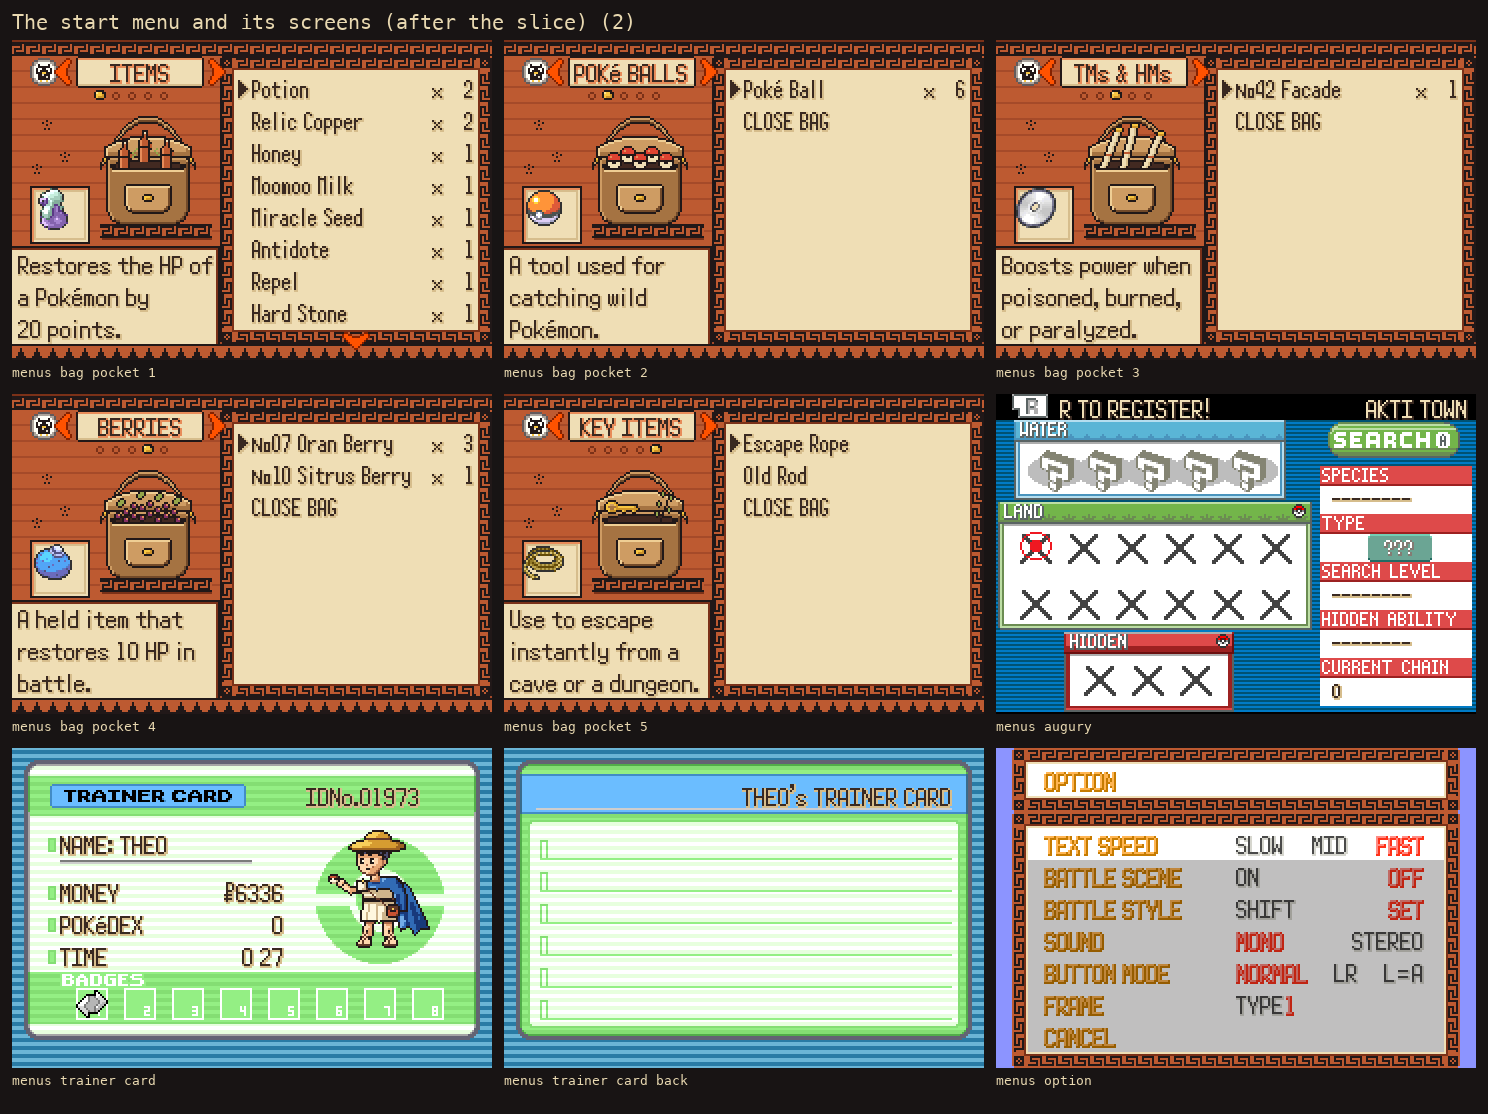 The start menu and its screens (after the slice) (2)
ITEMS
Potion × 2
Relic Copper × 2
Honey × 1
Moomoo Milk × 1
Miracle Seed × 1
Antidote × 1
Repel × 1
Hard Stone × 1
Restores the HP of
a Pokémon by
20 points.
menus bag pocket 1
POKé BALLS
Poké Ball × 6
CLOSE BAG
A tool used for
catching wild
Pokémon.
menus bag pocket 2
TMs & HMs
No42 Facade × 1
CLOSE BAG
Boosts power when
poisoned, burned,
or paralyzed.
menus bag pocket 3
BERRIES
No07 Oran Berry × 3
No10 Sitrus Berry × 1
CLOSE BAG
A held item that
restores 10 HP in
battle.
menus bag pocket 4
KEY ITEMS
Escape Rope
Old Rod
CLOSE BAG
Use to escape
instantly from a
cave or a dungeon.
menus bag pocket 5
R R TO REGISTER! AKTI TOWN
WATER
SEARCH
LAND
HIDDEN
SPECIES
--------
TYPE
???
SEARCH LEVEL
--------
HIDDEN ABILITY
--------
CURRENT CHAIN
0
menus augury
TRAINER CARD IDNo.01973
NAME: THEO
MONEY ₽6336
POKéDEX 0
TIME 0 27
BADGES
2 3 4 5 6 7 8
menus trainer card
THEO's TRAINER CARD
menus trainer card back
OPTION
TEXT SPEED SLOW MID FAST
BATTLE SCENE ON OFF
BATTLE STYLE SHIFT SET
SOUND MONO STEREO
BUTTON MODE NORMAL LR L=A
FRAME TYPE1
CANCEL
menus option